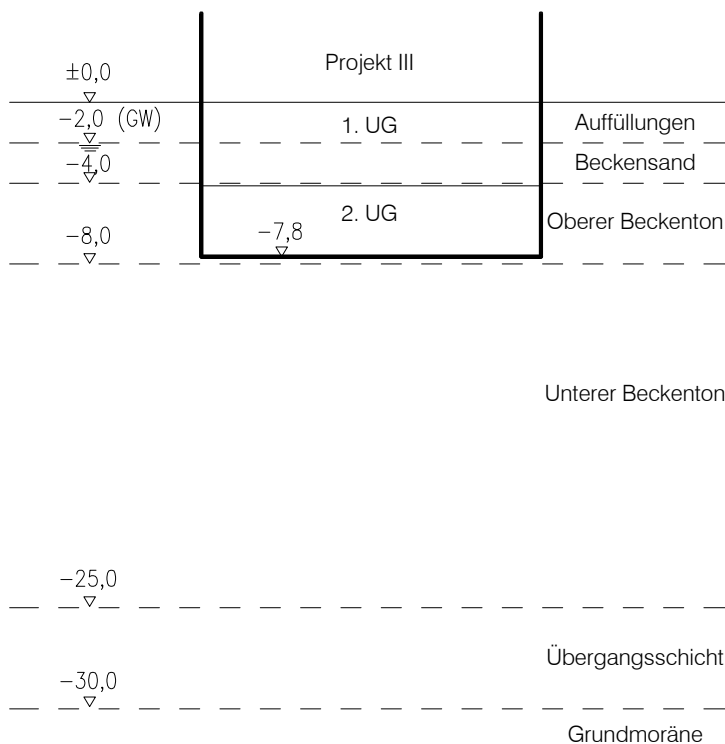 Projekt III
±0,0
-2,0 (GW)
1. UG
Auffüllungen
-4,0
Beckensand
2. UG
Oberer Beckenton
-8,0
-7,8
Unterer Beckenton
-25,0
Übergangsschicht
-30,0
Grundmoräne